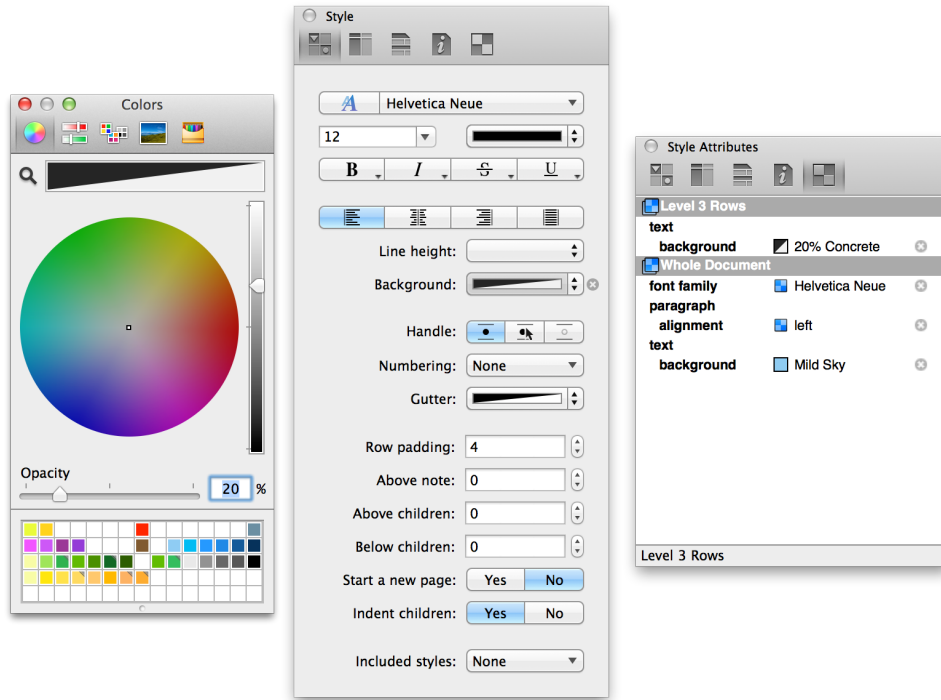 Colors
Opacity
20 %
Style
Helvetica Neue
12
B I S U
Line height:
Background:
Handle:
Numbering: None
Gutter:
Row padding: 4
Above note: 0
Above children: 0
Below children: 0
Start a new page: Yes No
Indent children: Yes No
Included styles: None
Style Attributes
Level 3 Rows
text
background 20% Concrete
Whole Document
font family Helvetica Neue
paragraph
alignment left
text
background Mild Sky
Level 3 Rows